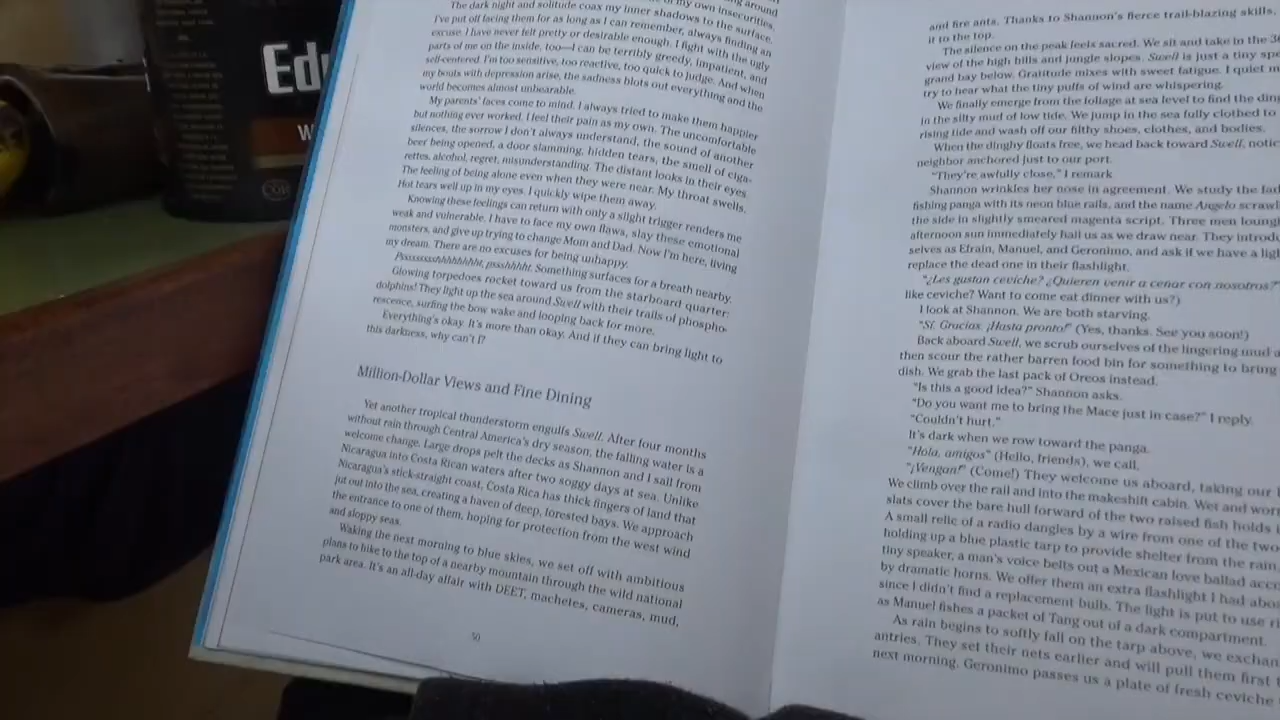 Edu
W
COW
of my own insecurities.
The dark night and solitude coax my inner shadows to the surface.
I've put off facing them for as long as I can remember, always finding an
excuse. I have never felt pretty or desirable enough. I fight with the ugly
parts of me on the inside, too—I can be terribly greedy, impatient, and
self-centered. I'm too sensitive, too reactive, too quick to judge. And when
my bouts with depression arise, the sadness blots out everything and the
world becomes almost unbearable.
My parents' faces come to mind. I always tried to make them happier
but nothing ever worked. I feel their pain as my own. The uncomfortable
silences, the sorrow I don't always understand, the sound of another
beer being opened, a door slamming, hidden tears, the smell of ciga-
rettes, alcohol, regret, misunderstanding. The distant looks in their eyes.
The feeling of being alone even when they were near. My throat swells.
Hot tears well up in my eyes. I quickly wipe them away.
Knowing these feelings can return with only a slight trigger renders me
weak and vulnerable. I have to face my own flaws, slay these emotional
monsters, and give up trying to change Mom and Dad. Now I'm here, living
my dream. There are no excuses for being unhappy.
Something surfaces for a breath nearby.
Glowing torpedoes rocket toward us from the starboard quarter:
dolphins! They light up the sea around Swell with their trails of phospho-
rescence, surfing the bow wake and looping back for more.
Everything's okay. It's more than okay. And if they can bring light to
this darkness, why can't I?
Million-Dollar Views and Fine Dining
Yet another tropical thunderstorm engulfs Swell. After four months
without rain through Central America's dry season, the falling water is a
welcome change. Large drops pelt the decks as Shannon and I sail from
Nicaragua into Costa Rican waters after two soggy days at sea. Unlike
Nicaragua's stick-straight coast, Costa Rica has thick fingers of land that
jut out into the sea, creating a haven of deep, forested bays. We approach
the entrance to one of them, hoping for protection from the west wind
and sloppy seas.
Waking the next morning to blue skies, we set off with ambitious
plans to hike to the top of a nearby mountain through the wild national
park area. It's an all-day affair with DEET, machetes, cameras, mud,
50
and fire ants. Thanks to Shannon's fierce trail-blazing skills,
it to the top.
The silence on the peak feels sacred. We sit and take in the 36
view of the high hills and jungle slopes. Swell is just a tiny spe
grand bay below. Gratitude mixes with sweet fatigue. I quiet m
try to hear what the tiny puffs of wind are whispering.
We finally emerge from the foliage at sea level to find the ding
in the silty mud of low tide. We jump in the sea fully clothed to
rising tide and wash off our filthy shoes, clothes, and bodies.
When the dinghy floats free, we head back toward Swell, notic
neighbor anchored just to our port.
"They're awfully close," I remark.
Shannon wrinkles her nose in agreement. We study the fad
fishing panga with its neon blue rails, and the name Angelo scrawl
the side in slightly smeared magenta script. Three men loung
afternoon sun immediately hail us as we draw near. They introdu
selves as Efrain, Manuel, and Geronimo, and ask if we have a ligh
replace the dead one in their flashlight.
"¿Les gustan ceviche? ¿Quieren venir a cenar con nosotros?"
like ceviche? Want to come eat dinner with us?)
I look at Shannon. We are both starving.
"Sí. Gracias. ¡Hasta pronto!" (Yes, thanks. See you soon!)
Back aboard Swell, we scrub ourselves of the lingering mud a
then scour the rather barren food bin for something to bring
dish. We grab the last pack of Oreos instead.
"Is this a good idea?" Shannon asks.
"Do you want me to bring the Mace just in case?" I reply.
"Couldn't hurt."
It's dark when we row toward the panga.
"Hola, amigos" (Hello, friends), we call.
"¡Vengan!" (Come!) They welcome us aboard, taking our
We climb over the rail and into the makeshift cabin. Wet and worn
slats cover the bare hull forward of the two raised fish holds
A small relic of a radio dangles by a wire from one of the two
holding up a blue plastic tarp to provide shelter from the rain.
tiny speaker, a man's voice belts out a Mexican love ballad acco
by dramatic horns. We offer them an extra flashlight I had aboa
since I didn't find a replacement bulb. The light is put to use ri
as Manuel fishes a packet of Tang out of a dark compartment.
As rain begins to softly fall on the tarp above, we exchan
antries. They set their nets earlier and will pull them first t
next morning. Geronimo passes us a plate of fresh ceviche